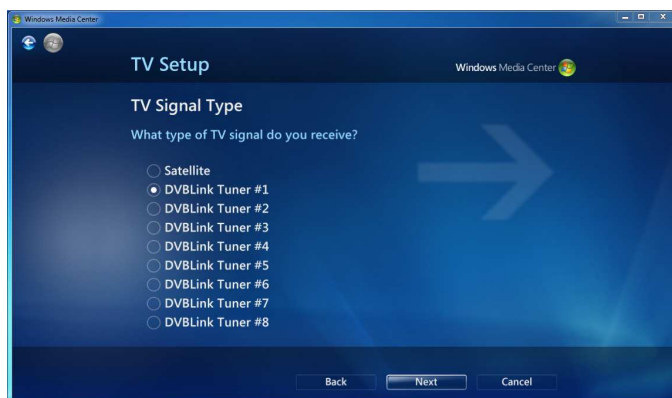 Windows Media Center
TV Setup
Windows Media Center
TV Signal Type
What type of TV signal do you receive?
Satellite
DVBLink Tuner #1
DVBLink Tuner #2
DVBLink Tuner #3
DVBLink Tuner #4
DVBLink Tuner #5
DVBLink Tuner #6
DVBLink Tuner #7
DVBLink Tuner #8
Back Next Cancel